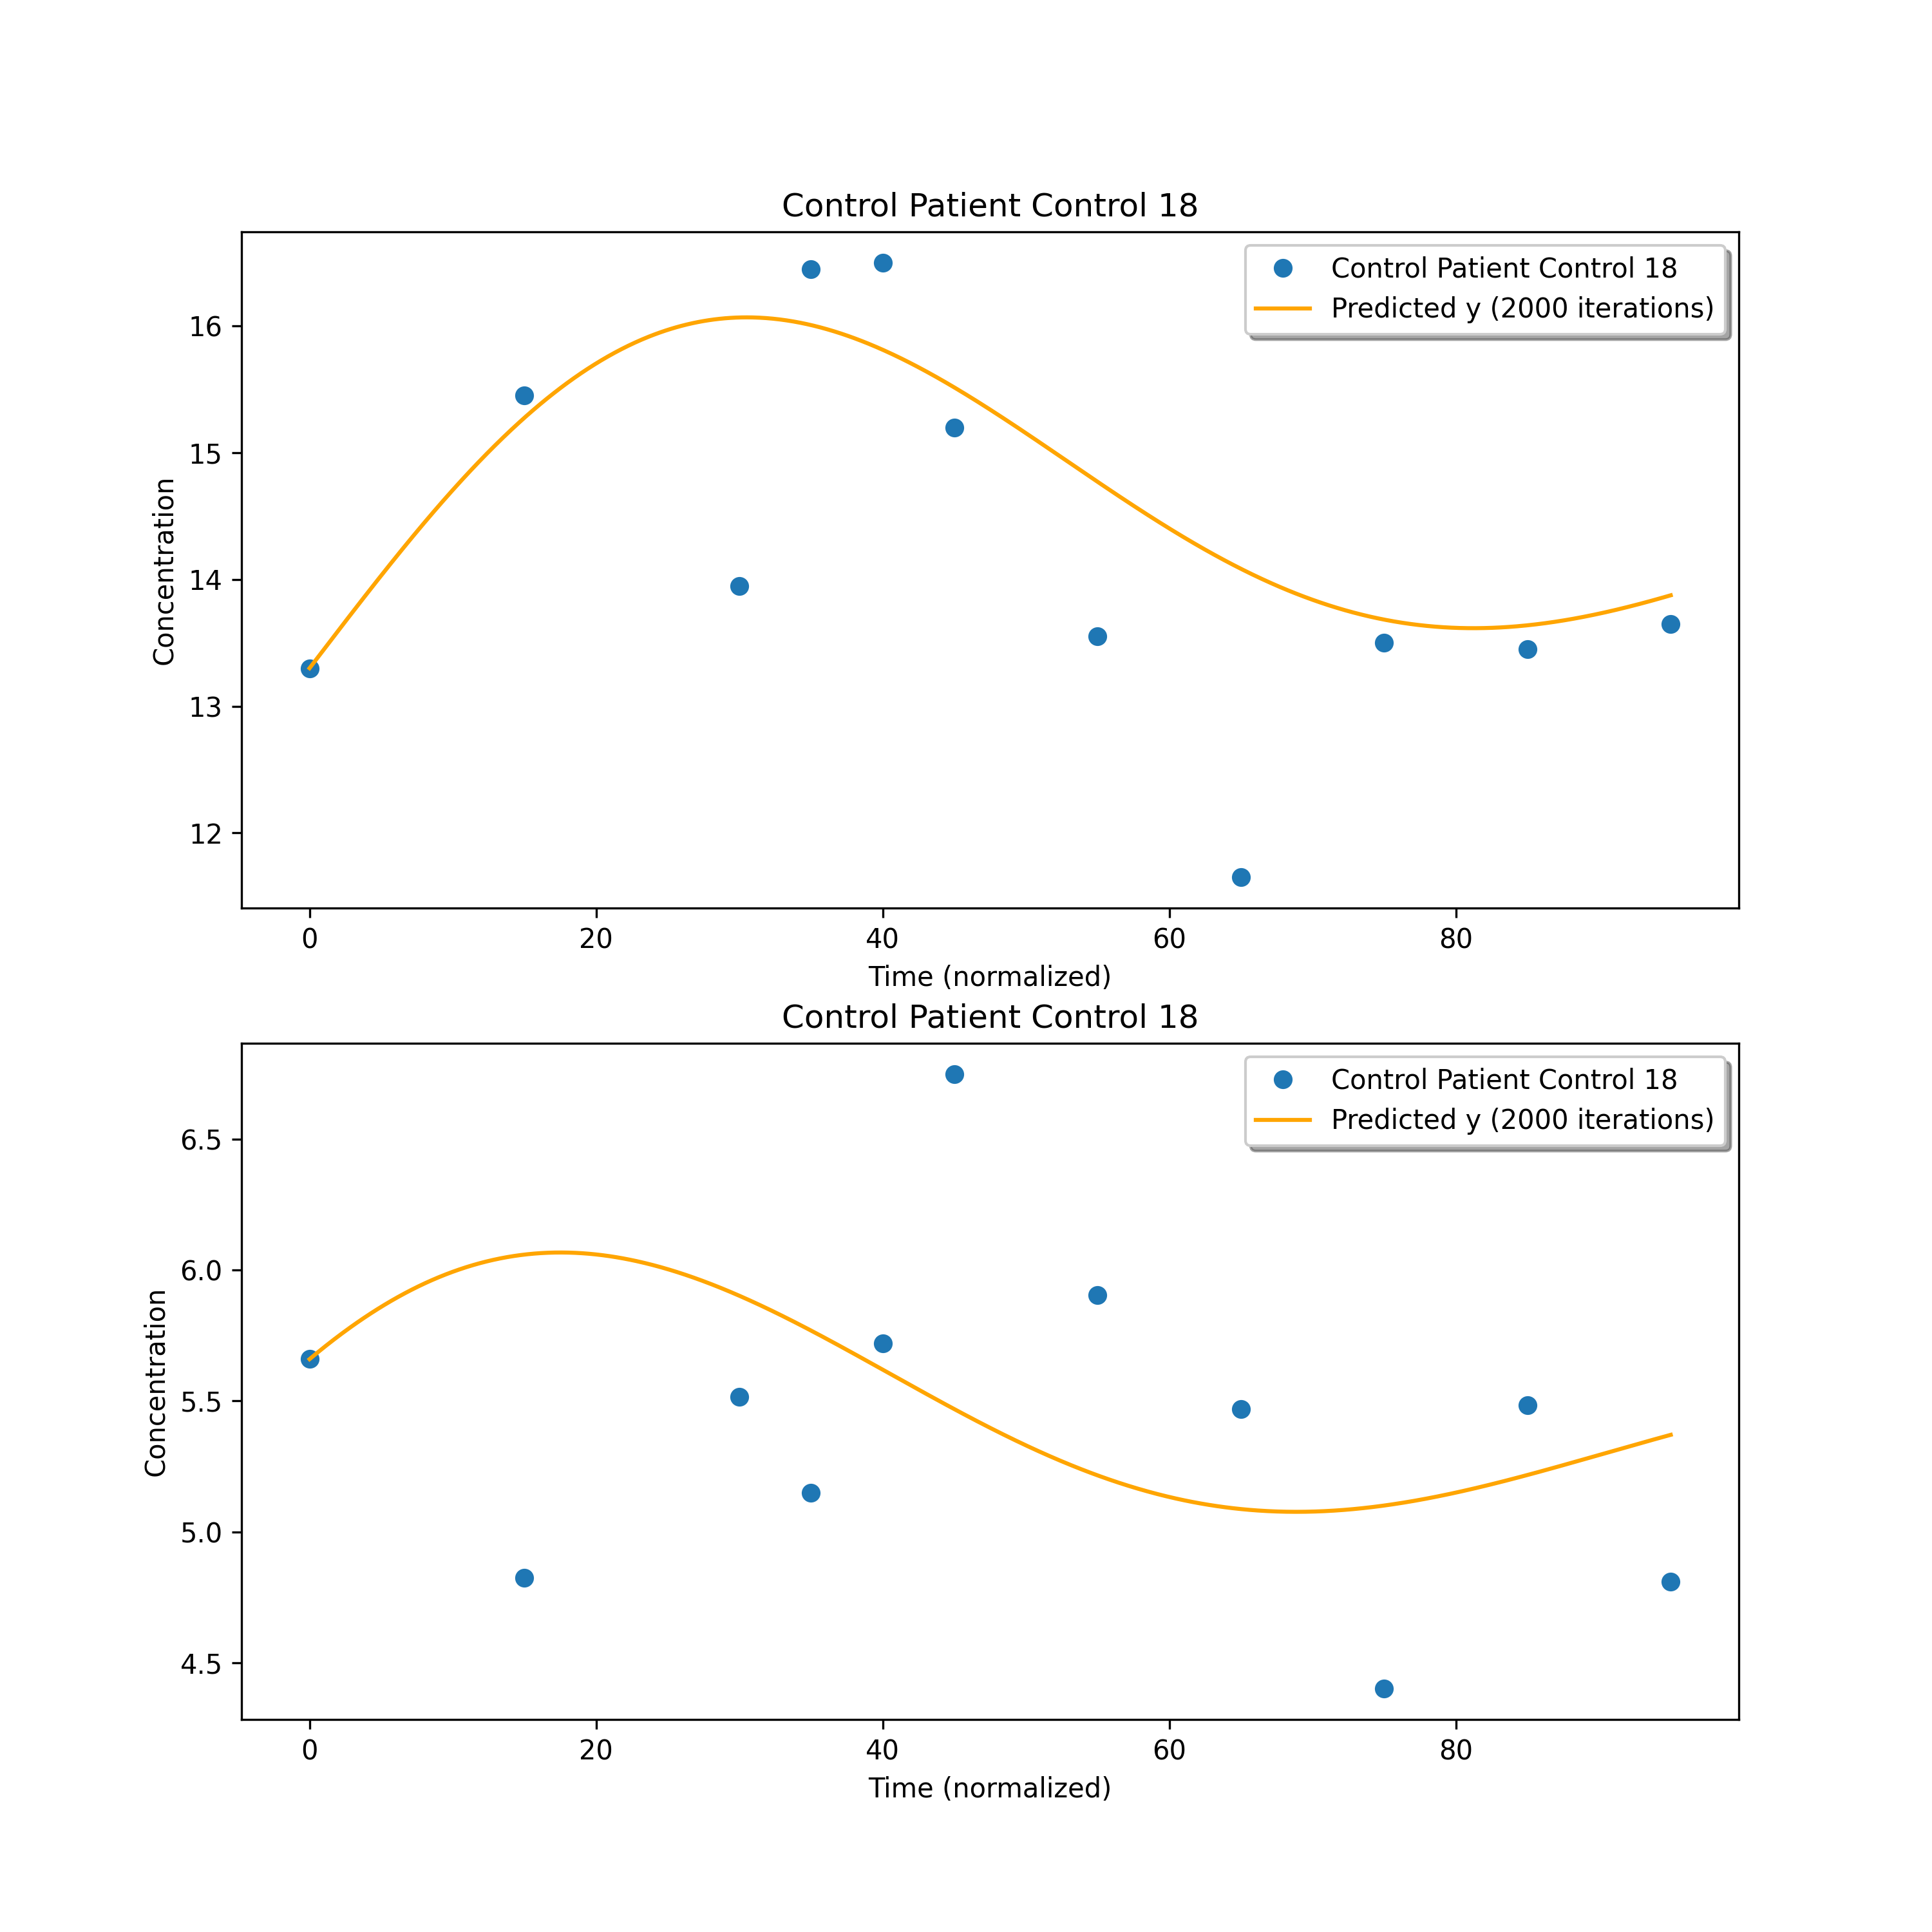 Control Patient Control 18
Control Patient Control 18
Predicted y (2000 iterations)
16
15
14
13
12
Concentration
0 20 40 60 80
Time (normalized)
Control Patient Control 18
Control Patient Control 18
Predicted y (2000 iterations)
6.5
6.0
5.5
5.0
4.5
Concentration
0 20 40 60 80
Time (normalized)